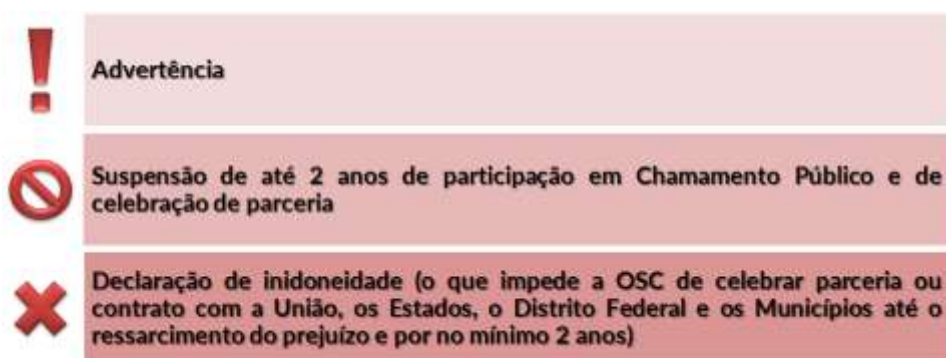 Advertência
Suspensão de até 2 anos de participação em Chamamento Público e de
celebração de parceria
Declaração de inidoneidade (o que impede a OSC de celebrar parceria ou
contrato com a União, os Estados, o Distrito Federal e os Municípios até o
ressarcimento do prejuízo e por no mínimo 2 anos)